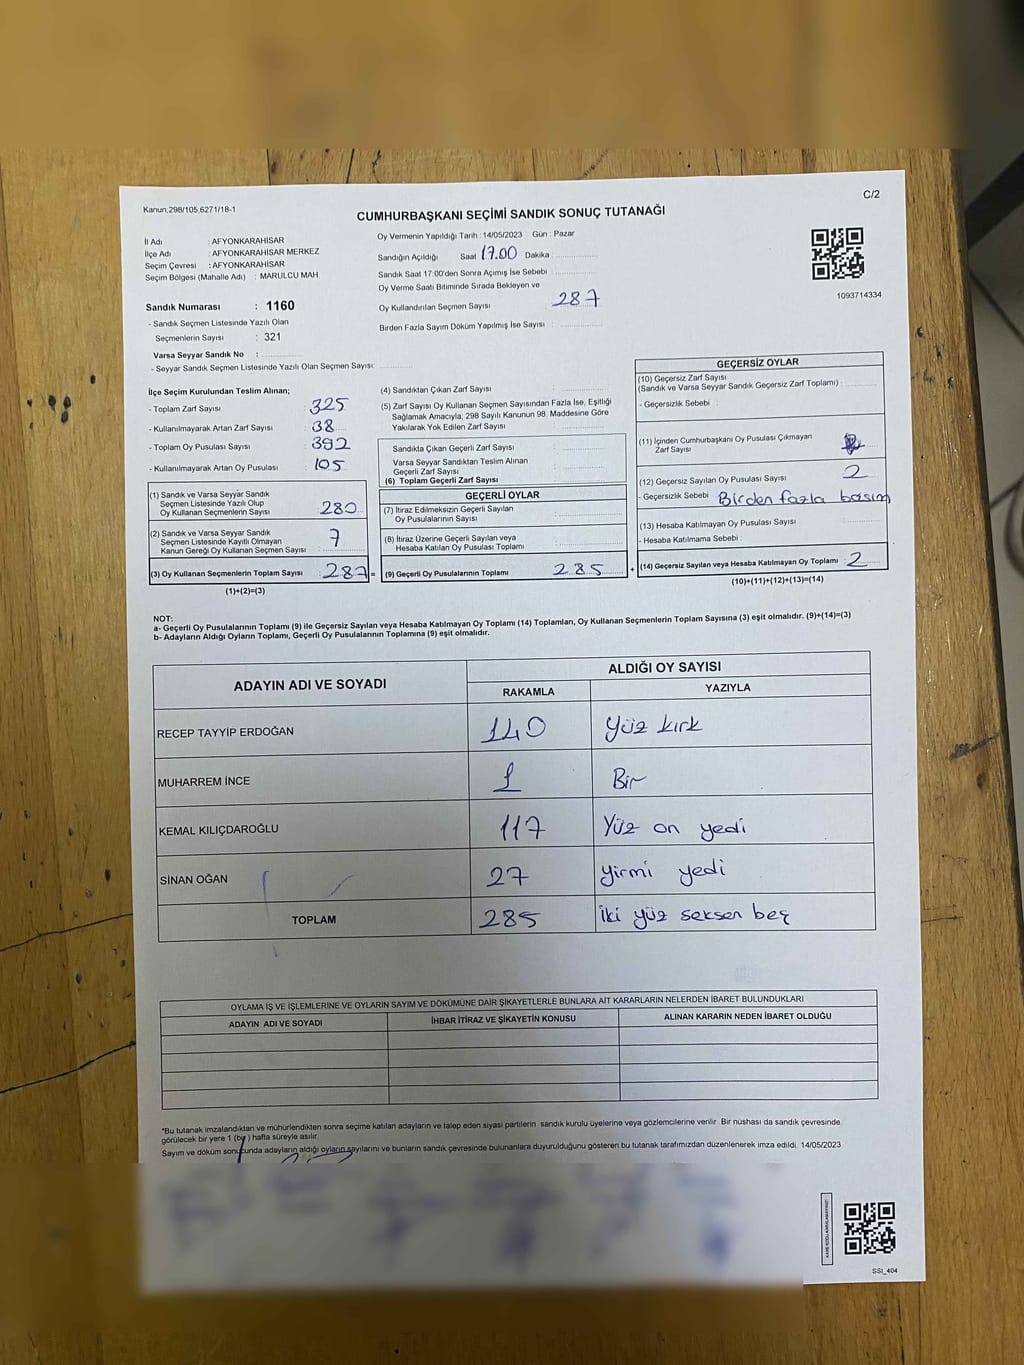 Kanun,298/105,6271/18-1
C/2
CUMHURBAŞKANI SEÇİMİ SANDIK SONUÇ TUTANAĞI
İl Adı : AFYONKARAHİSAR
İlçe Adı : AFYONKARAHİSAR MERKEZ
Seçim Çevresi : AFYONKARAHİSAR
Seçim Bölgesi (Mahalle Adı) : MARULCU MAH.
Sandık Numarası : 1160
- Sandık Seçmen Listesinde Yazılı Olan
Seçmenlerin Sayısı : 321
Varsa Seyyar Sandık No :
- Seyyar Sandık Seçmen Listesinde Yazılı Olan Seçmen Sayısı:
Oy Vermenin Yapıldığı Tarih : 14/05/2023 Gün : Pazar
Sandığın Açıldığı Saat 17.00 Dakika
Sandık Saat 17:00'den Sonra Açılmış İse Sebebi :
Oy Verme Saati Bitiminde Sırada Bekleyen ve
Oy Kullandırılan Seçmen Sayısı 287
Birden Fazla Sayım Döküm Yapılmış İse Sayısı :
1093714334
İlçe Seçim Kurulundan Teslim Alınan;
- Toplam Zarf Sayısı : 325
- Kullanılmayarak Artan Zarf Sayısı : 38
- Toplam Oy Pusulası Sayısı : 392
- Kullanılmayarak Artan Oy Pusulası : 105
(1) Sandık ve Varsa Seyyar Sandık
Seçmen Listesinde Yazılı Olup
Oy Kullanan Seçmenlerin Sayısı : 280
(2) Sandık ve Varsa Seyyar Sandık
Seçmen Listesinde Kayıtlı Olmayan
Kanun Gereği Oy Kullanan Seçmen Sayısı : 7
(3) Oy Kullanan Seçmenlerin Toplam Sayısı : 287 =
(1)+(2)=(3)
(4) Sandıktan Çıkan Zarf Sayısı :
(5) Zarf Sayısı Oy Kullanan Seçmen Sayısından Fazla İse, Eşitliği
Sağlamak Amacıyla; 298 Sayılı Kanunun 98. Maddesine Göre
Yakılarak Yok Edilen Zarf Sayısı :
Sandıkta Çıkan Geçerli Zarf Sayısı :
Varsa Seyyar Sandıktan Teslim Alınan
Geçerli Zarf Sayısı :
(6) Toplam Geçerli Zarf Sayısı :
GEÇERLİ OYLAR
(7) İtiraz Edilmeksizin Geçerli Sayılan
Oy Pusulalarının Sayısı :
(8) İtiraz Üzerine Geçerli Sayılan veya
Hesaba Katılan Oy Pusulası Toplamı :
(9) Geçerli Oy Pusulalarının Toplamı : 285 +
GEÇERSİZ OYLAR
(10) Geçersiz Zarf Sayısı
(Sandık ve Varsa Seyyar Sandık Geçersiz Zarf Toplamı) :
- Geçersizlik Sebebi :
(11) İçinden Cumhurbaşkanı Oy Pusulası Çıkmayan
Zarf Sayısı :
(12) Geçersiz Sayılan Oy Pusulası Sayısı : 2
- Geçersizlik Sebebi : Birden fazla basım
(13) Hesaba Katılmayan Oy Pusulası Sayısı :
- Hesaba Katılmama Sebebi :
(14) Geçersiz Sayılan veya Hesaba Katılmayan Oy Toplamı : 2
(10)+(11)+(12)+(13)=(14)
NOT:
a- Geçerli Oy Pusulalarının Toplamı (9) ile Geçersiz Sayılan veya Hesaba Katılmayan Oy Toplamı (14) Toplamları, Oy Kullanan Seçmenlerin Toplam Sayısına (3) eşit olmalıdır. (9)+(14)=(3)
b- Adayların Aldığı Oyların Toplamı, Geçerli Oy Pusulalarının Toplamına (9) eşit olmalıdır.
ADAYIN ADI VE SOYADI
ALDIĞI OY SAYISI
RAKAMLA YAZIYLA
RECEP TAYYİP ERDOĞAN 140 Yüz kırk
MUHARREM İNCE 1 Bir
KEMAL KILIÇDAROĞLU 117 Yüz on yedi
SİNAN OĞAN 27 yirmi yedi
TOPLAM 285 iki yüz seksen beş
OYLAMA İŞ VE İŞLEMLERİNE VE OYLARIN SAYIM VE DÖKÜMÜNE DAİR ŞİKAYETLERLE BUNLARA AİT KARARLARIN NELERDEN İBARET BULUNDUKLARI
ADAYIN ADI VE SOYADI İHBAR İTİRAZ VE ŞİKAYETİN KONUSU ALINAN KARARIN NEDEN İBARET OLDUĞU
*Bu tutanak imzalandıktan ve mühürlendikten sonra seçime katılan adayların ve talep eden siyasi partilerin sandık kurulu üyelerine veya gözlemcilerine verilir. Bir nüshası da sandık çevresinde
görülecek bir yere 1 (bir) hafta süreyle asılır.
Sayım ve döküm sonucunda adayların aldığı oyların sayılarını ve bunların sandık çevresinde bulunanlara duyurulduğunu gösteren bu tutanak tarafımızdan düzenlenerek imza edildi. 14/05/2023
SSI_404